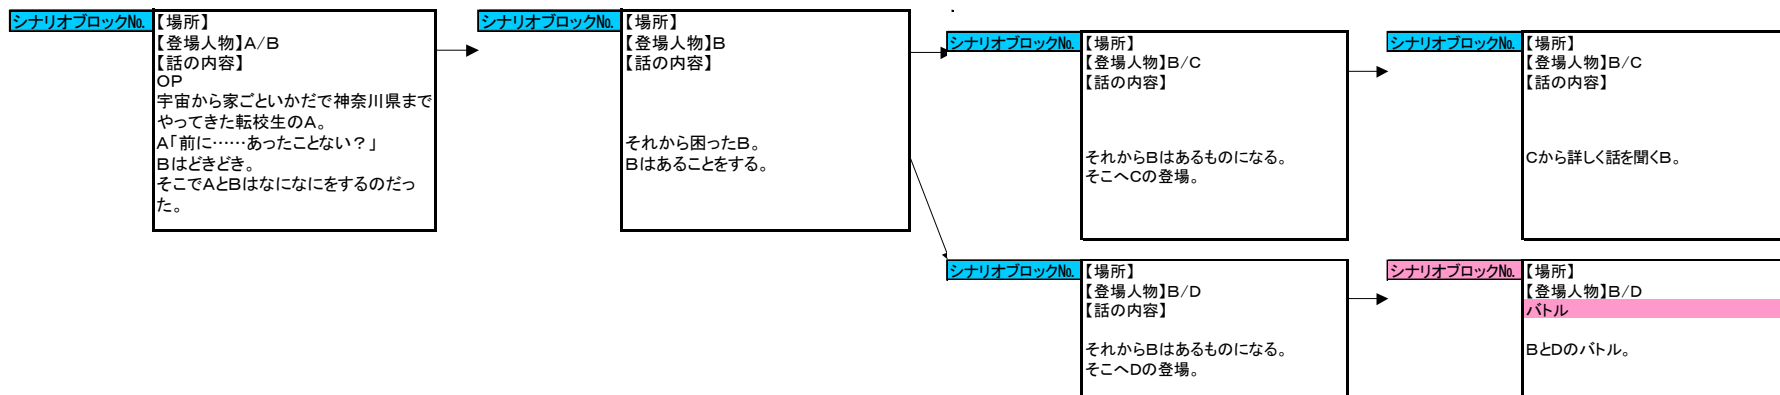 シナリオブロック№
【場所】
【登場人物】A/B
【話の内容】
OP
宇宙から家ごといかだで神奈川県まで
やってきた転校生のA。
A「前に……あったことない？」
Bはどきどき。
そこでAとBはなになにをするのだっ
た。
シナリオブロック№
【場所】
【登場人物】B
【話の内容】
それから困ったB。
Bはあることをする。
シナリオブロック№
【場所】
【登場人物】B/C
【話の内容】
それからBはあるものになる。
そこへCの登場。
シナリオブロック№
【場所】
【登場人物】B/C
【話の内容】
Cから詳しく話を聞くB。
シナリオブロック№
【場所】
【登場人物】B/D
【話の内容】
それからBはあるものになる。
そこへDの登場。
シナリオブロック№
【場所】
【登場人物】B/D
バトル
BとDのバトル。